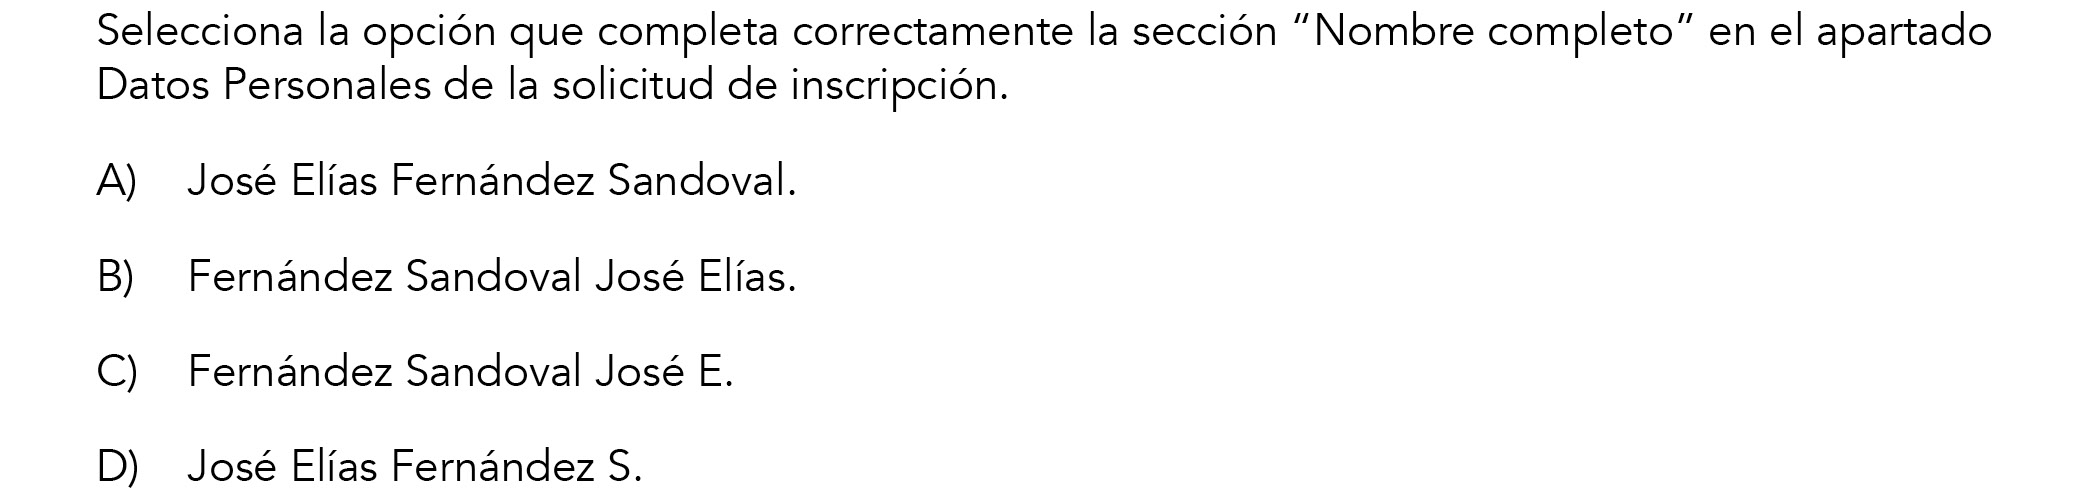 Selecciona la opción que completa correctamente la sección “Nombre completo” en el apartado
Datos Personales de la solicitud de inscripción.
A) José Elías Fernández Sandoval.
B) Fernández Sandoval José Elías.
C) Fernández Sandoval José E.
D) José Elías Fernández S.